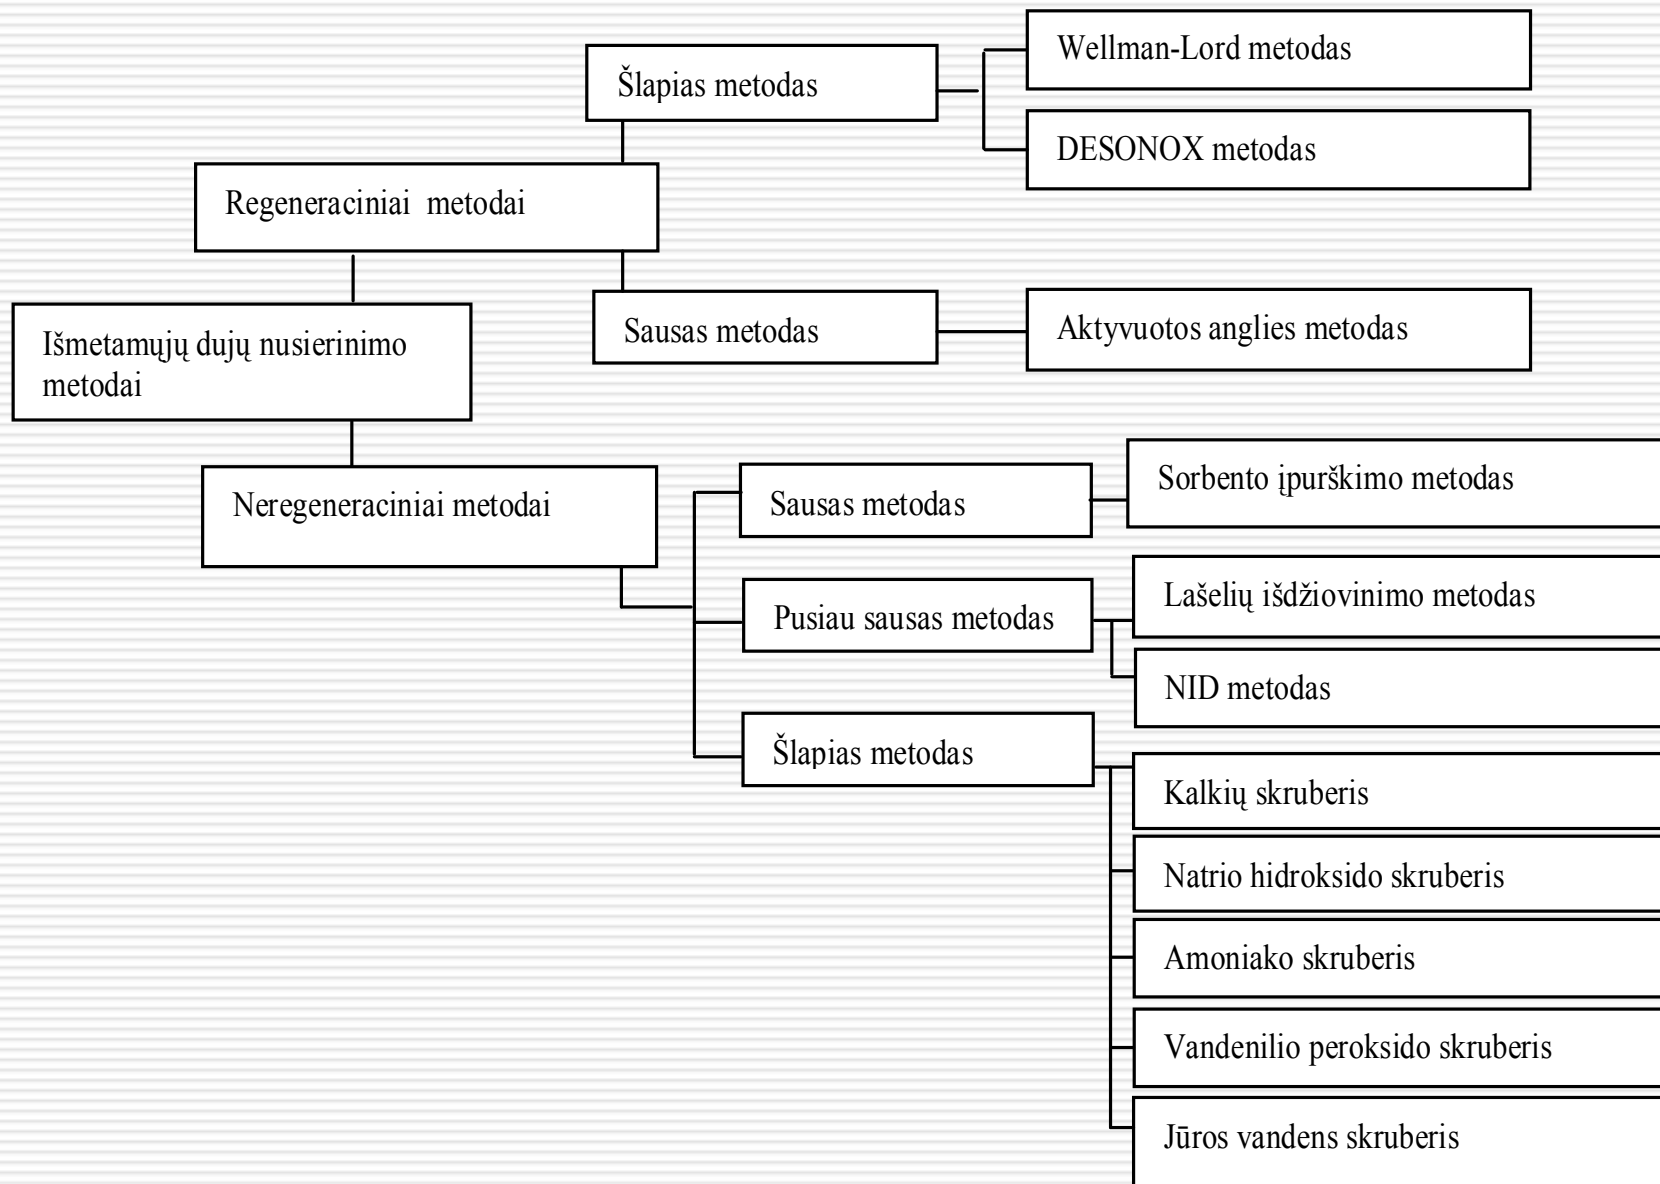 Wellman-Lord metodas
Šlapias metodas
DESONOX metodas
Regeneraciniai metodai
Sausas metodas
Aktyvuotos anglies metodas
Išmetamųjų dujų nusierinimo
metodai
Neregeneraciniai metodai
Sausas metodas
Sorbento įpurškimo metodas
Pusiau sausas metodas
Lašelių išdžiovinimo metodas
NID metodas
Šlapias metodas
Kalkių skruberis
Natrio hidroksido skruberis
Amoniako skruberis
Vandenilio peroksido skruberis
Jūros vandens skruberis